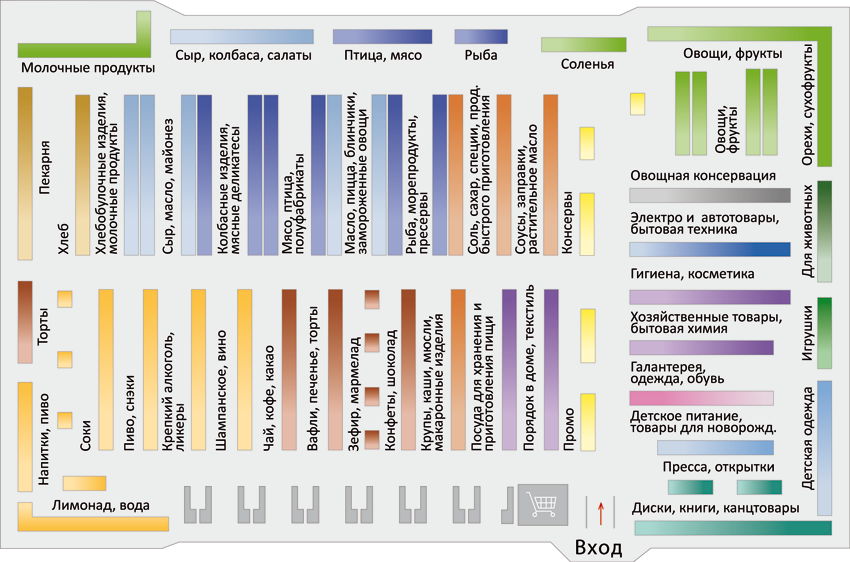 Молочные продукты
Сыр, колбаса, салаты
Птица, мясо
Рыба
Соленья
Овощи, фрукты
Орехи, сухофрукты
Овощи,
фрукты
Пекарня
Хлеб
Хлебобулочные изделия,
молочные продукты
Сыр, масло, майонез
Колбасные изделия,
мясные деликатесы
Мясо, птица,
полуфабрикаты
Масло, пицца, блинчики,
замороженные овощи
Рыба, морепродукты,
пресервы
Соль, сахар, специи, прод.
быстрого приготовления
Соусы, заправки,
растительное масло
Консервы
Овощная консервация
Электро и автотовары,
бытовая техника
Для животных
Гигиена, косметика
Хозяйственные товары,
бытовая химия
Игрушки
Галантерея,
одежда, обувь
Детское питание,
товары для новорожд.
Детская одежда
Пресса, открытки
Диски, книги, канцтовары
Торты
Напитки, пиво
Соки
Пиво, снэки
Крепкий алкоголь,
ликеры
Шампанское, вино
Чай, кофе, какао
Вафли, печенье, торты
Зефир, мармелад
Конфеты, шоколад
Крупы, каши, мюсли,
макаронные изделия
Посуда для хранения и
приготовления пищи
Порядок в доме, текстиль
Промо
Лимонад, вода
Вход